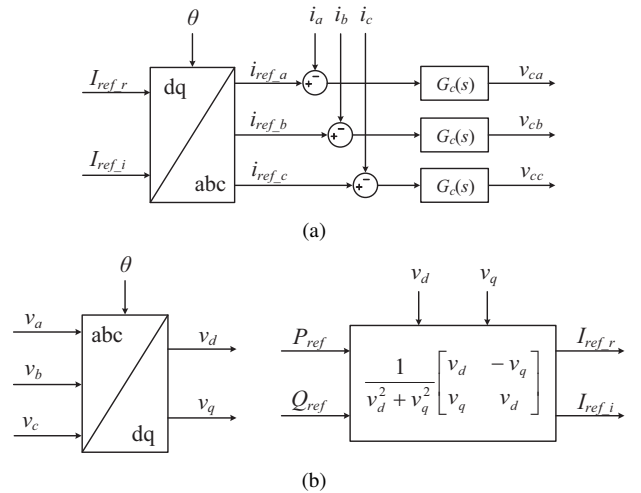 θ i_a i_b i_c
I_ref_r dq i_ref_a + - G_c(s) v_ca
i_ref_b + - G_c(s) v_cb
I_ref_i abc i_ref_c + - G_c(s) v_cc
(a)
θ v_d v_q
v_a abc v_d P_ref I_ref_r
v_b 1 / (v_d^2 + v_q^2) [v_d -v_q
v_q v_d]
v_c dq v_q Q_ref I_ref_i
(b)